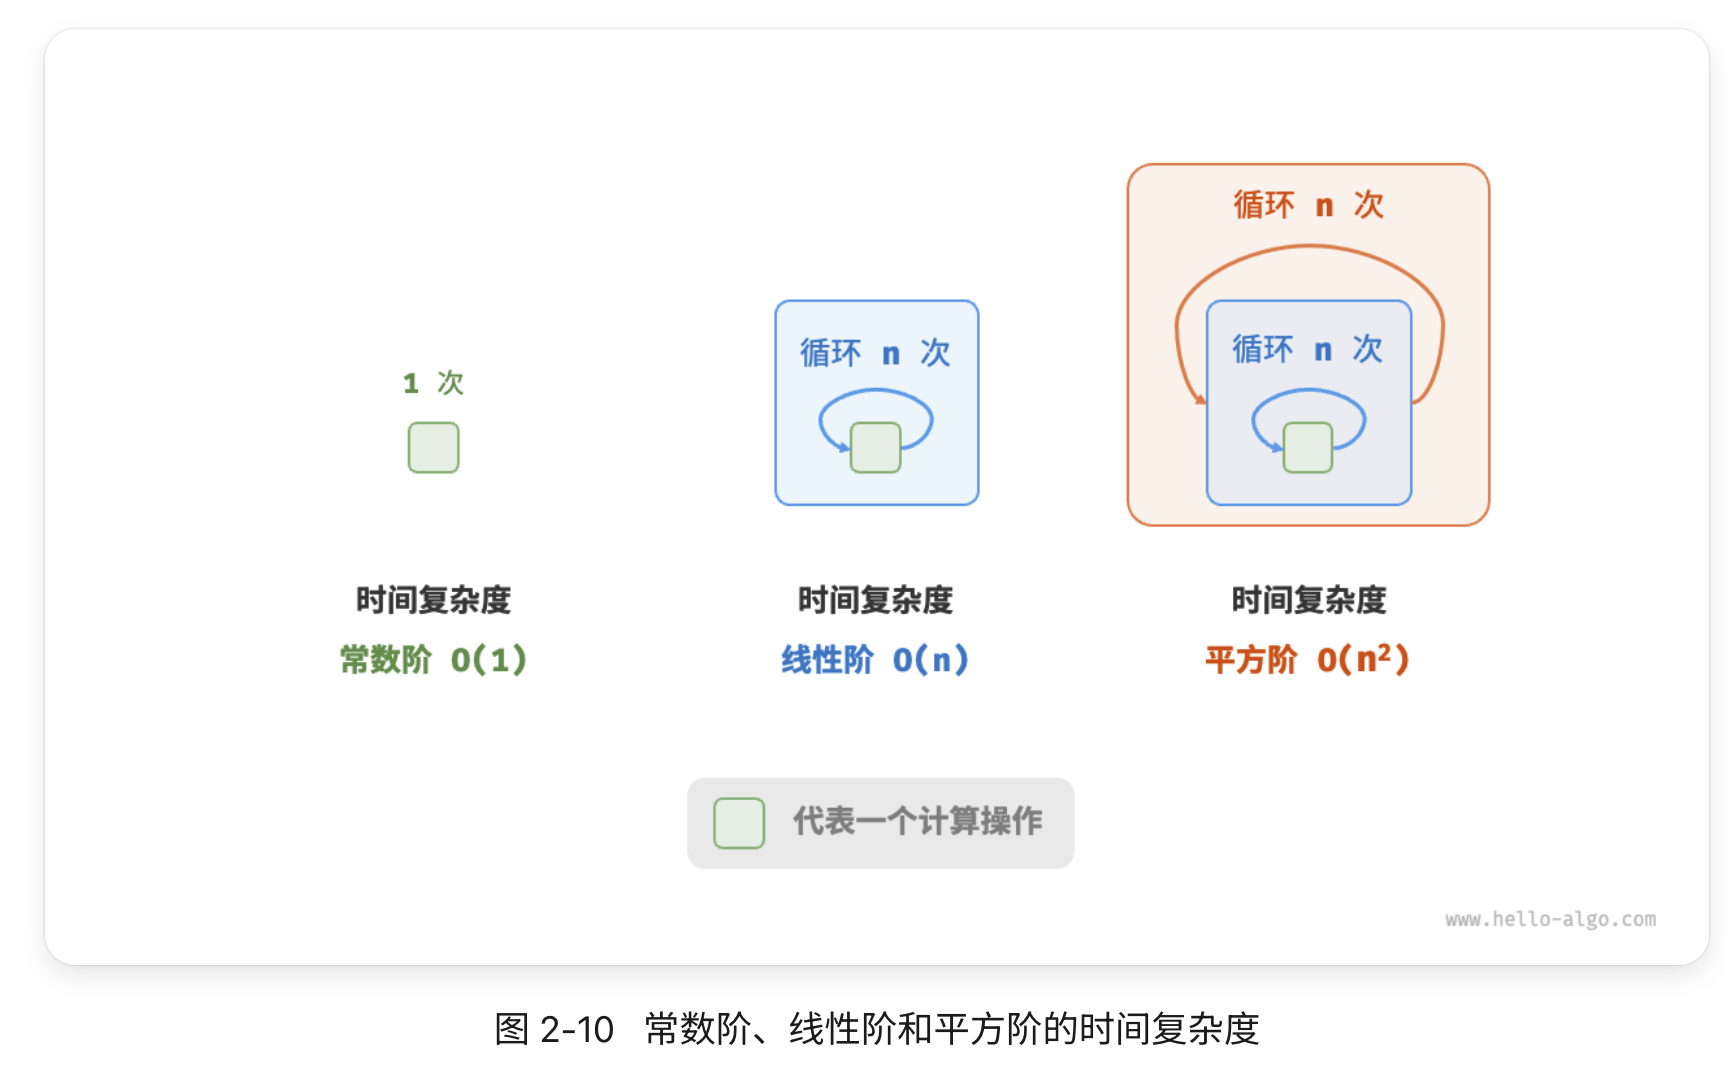 循环 n 次
循环 n 次
循环 n 次
1 次
时间复杂度
常数阶 O(1)
时间复杂度
线性阶 O(n)
时间复杂度
平方阶 O(n²)
代表一个计算操作
www.hello-algo.com
图 2-10 常数阶、线性阶和平方阶的时间复杂度